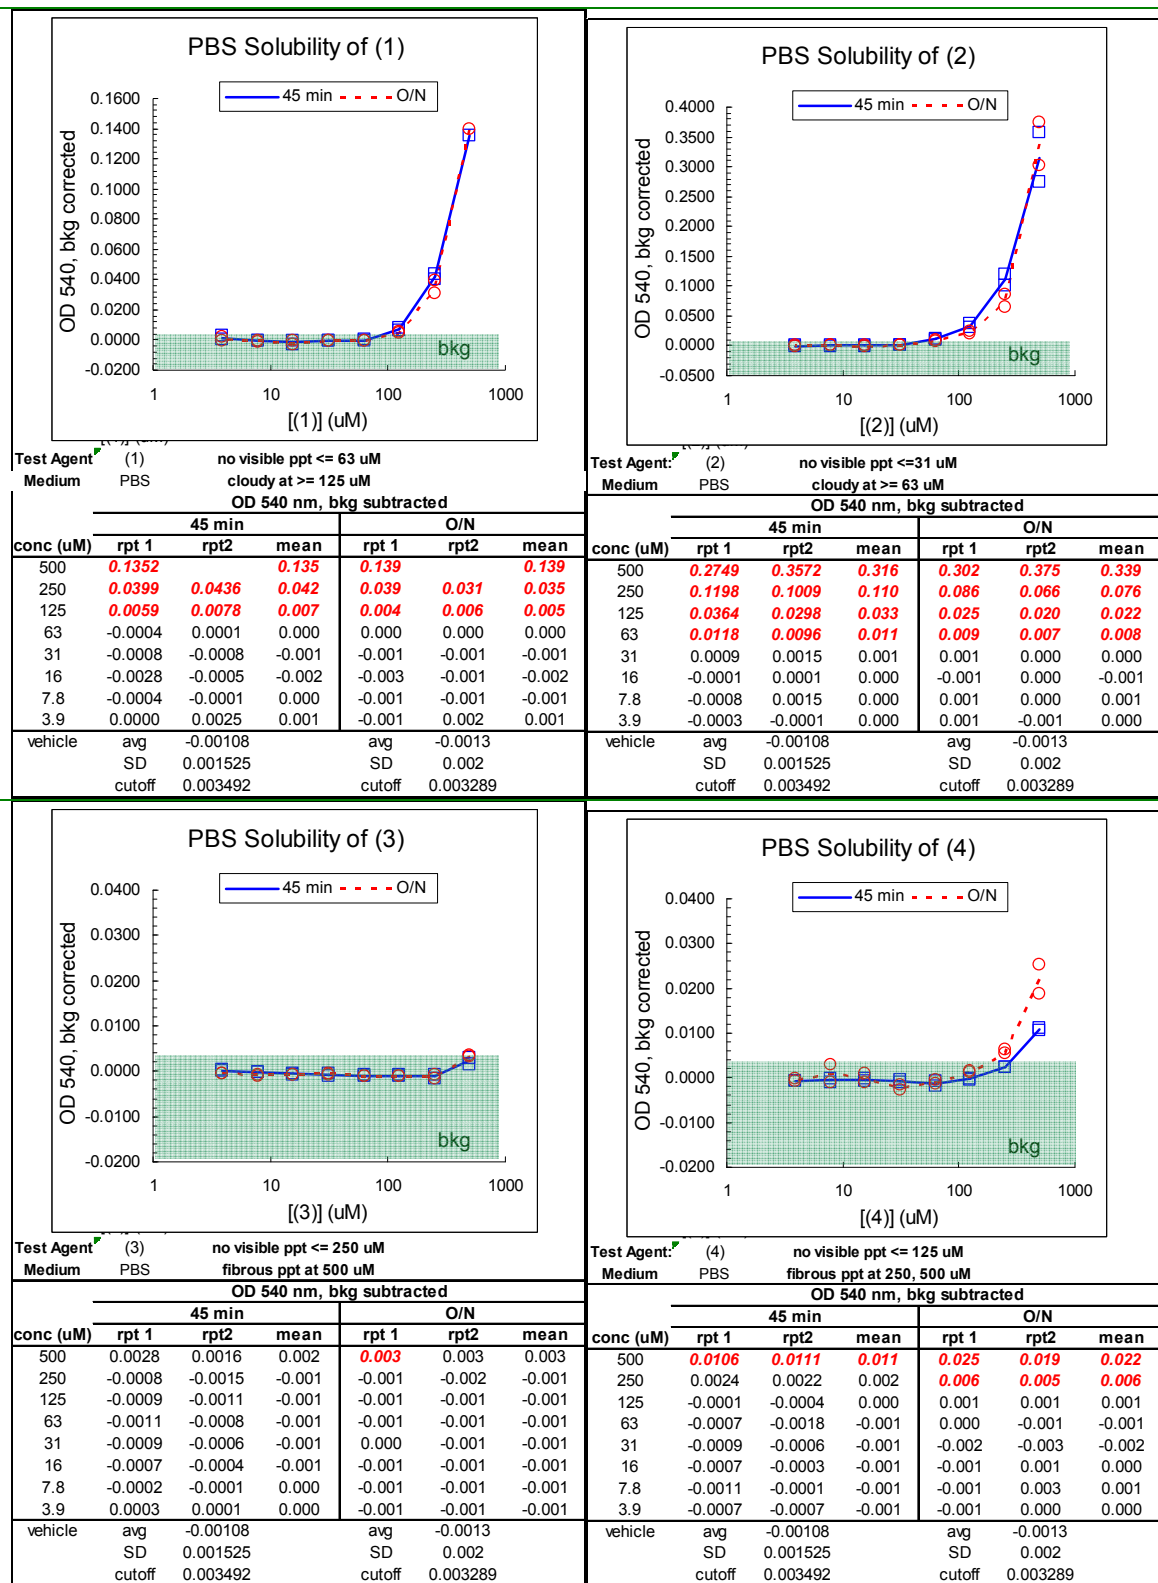 PBS Solubility of (1)
45 min O/N
0.1600
0.1400
0.1200
0.1000
0.0800
0.0600
0.0400
0.0200
0.0000
-0.0200
OD 540, bkg corrected
bkg
1 10 100 1000
[(1)] (uM)
Test Agent (1) no visible ppt <= 63 uM
Medium PBS cloudy at >= 125 uM
OD 540 nm, bkg subtracted
45 min O/N
conc (uM) rpt 1 rpt2 mean rpt 1 rpt2 mean
500 0.1352 0.135 0.139 0.139
250 0.0399 0.0436 0.042 0.039 0.031 0.035
125 0.0059 0.0078 0.007 0.004 0.006 0.005
63 -0.0004 0.0001 0.000 0.000 0.000 0.000
31 -0.0008 -0.0008 -0.001 -0.001 -0.001 -0.001
16 -0.0028 -0.0005 -0.002 -0.003 -0.001 -0.002
7.8 -0.0004 -0.0001 0.000 -0.001 -0.001 -0.001
3.9 0.0000 0.0025 0.001 -0.001 0.002 0.001
vehicle avg -0.00108 avg -0.0013
SD 0.001525 SD 0.002
cutoff 0.003492 cutoff 0.003289
PBS Solubility of (2)
45 min O/N
0.4000
0.3500
0.3000
0.2500
0.2000
0.1500
0.1000
0.0500
0.0000
-0.0500
OD 540, bkg corrected
bkg
1 10 100 1000
[(2)] (uM)
Test Agent: (2) no visible ppt <=31 uM
Medium PBS cloudy at >= 63 uM
OD 540 nm, bkg subtracted
45 min O/N
conc (uM) rpt 1 rpt2 mean rpt 1 rpt2 mean
500 0.2749 0.3572 0.316 0.302 0.375 0.339
250 0.1198 0.1009 0.110 0.086 0.066 0.076
125 0.0364 0.0298 0.033 0.025 0.020 0.022
63 0.0118 0.0096 0.011 0.009 0.007 0.008
31 0.0009 0.0015 0.001 0.001 0.000 0.000
16 -0.0001 0.0001 0.000 -0.001 0.000 -0.001
7.8 -0.0008 0.0015 0.000 0.001 0.000 0.001
3.9 -0.0003 -0.0001 0.000 0.001 -0.001 0.000
vehicle avg -0.00108 avg -0.0013
SD 0.001525 SD 0.002
cutoff 0.003492 cutoff 0.003289
PBS Solubility of (3)
45 min O/N
0.0400
0.0300
0.0200
0.0100
0.0000
-0.0100
-0.0200
OD 540, bkg corrected
bkg
1 10 100 1000
[(3)] (uM)
Test Agent (3) no visible ppt <= 250 uM
Medium PBS fibrous ppt at 500 uM
OD 540 nm, bkg subtracted
45 min O/N
conc (uM) rpt 1 rpt2 mean rpt 1 rpt2 mean
500 0.0028 0.0016 0.002 0.003 0.003 0.003
250 -0.0008 -0.0015 -0.001 -0.001 -0.002 -0.001
125 -0.0009 -0.0011 -0.001 -0.001 -0.001 -0.001
63 -0.0011 -0.0008 -0.001 -0.001 -0.001 -0.001
31 -0.0009 -0.0006 -0.001 0.000 -0.001 -0.001
16 -0.0007 -0.0004 -0.001 -0.001 -0.001 -0.001
7.8 -0.0002 -0.0001 0.000 -0.001 -0.001 -0.001
3.9 0.0003 0.0001 0.000 -0.001 -0.001 -0.001
vehicle avg -0.00108 avg -0.0013
SD 0.001525 SD 0.002
cutoff 0.003492 cutoff 0.003289
PBS Solubility of (4)
45 min O/N
0.0400
0.0300
0.0200
0.0100
0.0000
-0.0100
-0.0200
OD 540, bkg corrected
bkg
1 10 100 1000
[(4)] (uM)
Test Agent: (4) no visible ppt <= 125 uM
Medium PBS fibrous ppt at 250, 500 uM
OD 540 nm, bkg subtracted
45 min O/N
conc (uM) rpt 1 rpt2 mean rpt 1 rpt2 mean
500 0.0106 0.0111 0.011 0.025 0.019 0.022
250 0.0024 0.0022 0.002 0.006 0.005 0.006
125 -0.0001 -0.0004 0.000 0.001 0.001 0.001
63 -0.0007 -0.0018 -0.001 0.000 -0.001 -0.001
31 -0.0009 -0.0006 -0.001 -0.002 -0.003 -0.002
16 -0.0007 -0.0003 -0.001 -0.001 0.001 0.000
7.8 -0.0011 -0.0001 -0.001 -0.001 0.003 0.001
3.9 -0.0007 -0.0007 -0.001 -0.001 0.000 0.000
vehicle avg -0.00108 avg -0.0013
SD 0.001525 SD 0.002
cutoff 0.003492 cutoff 0.003289